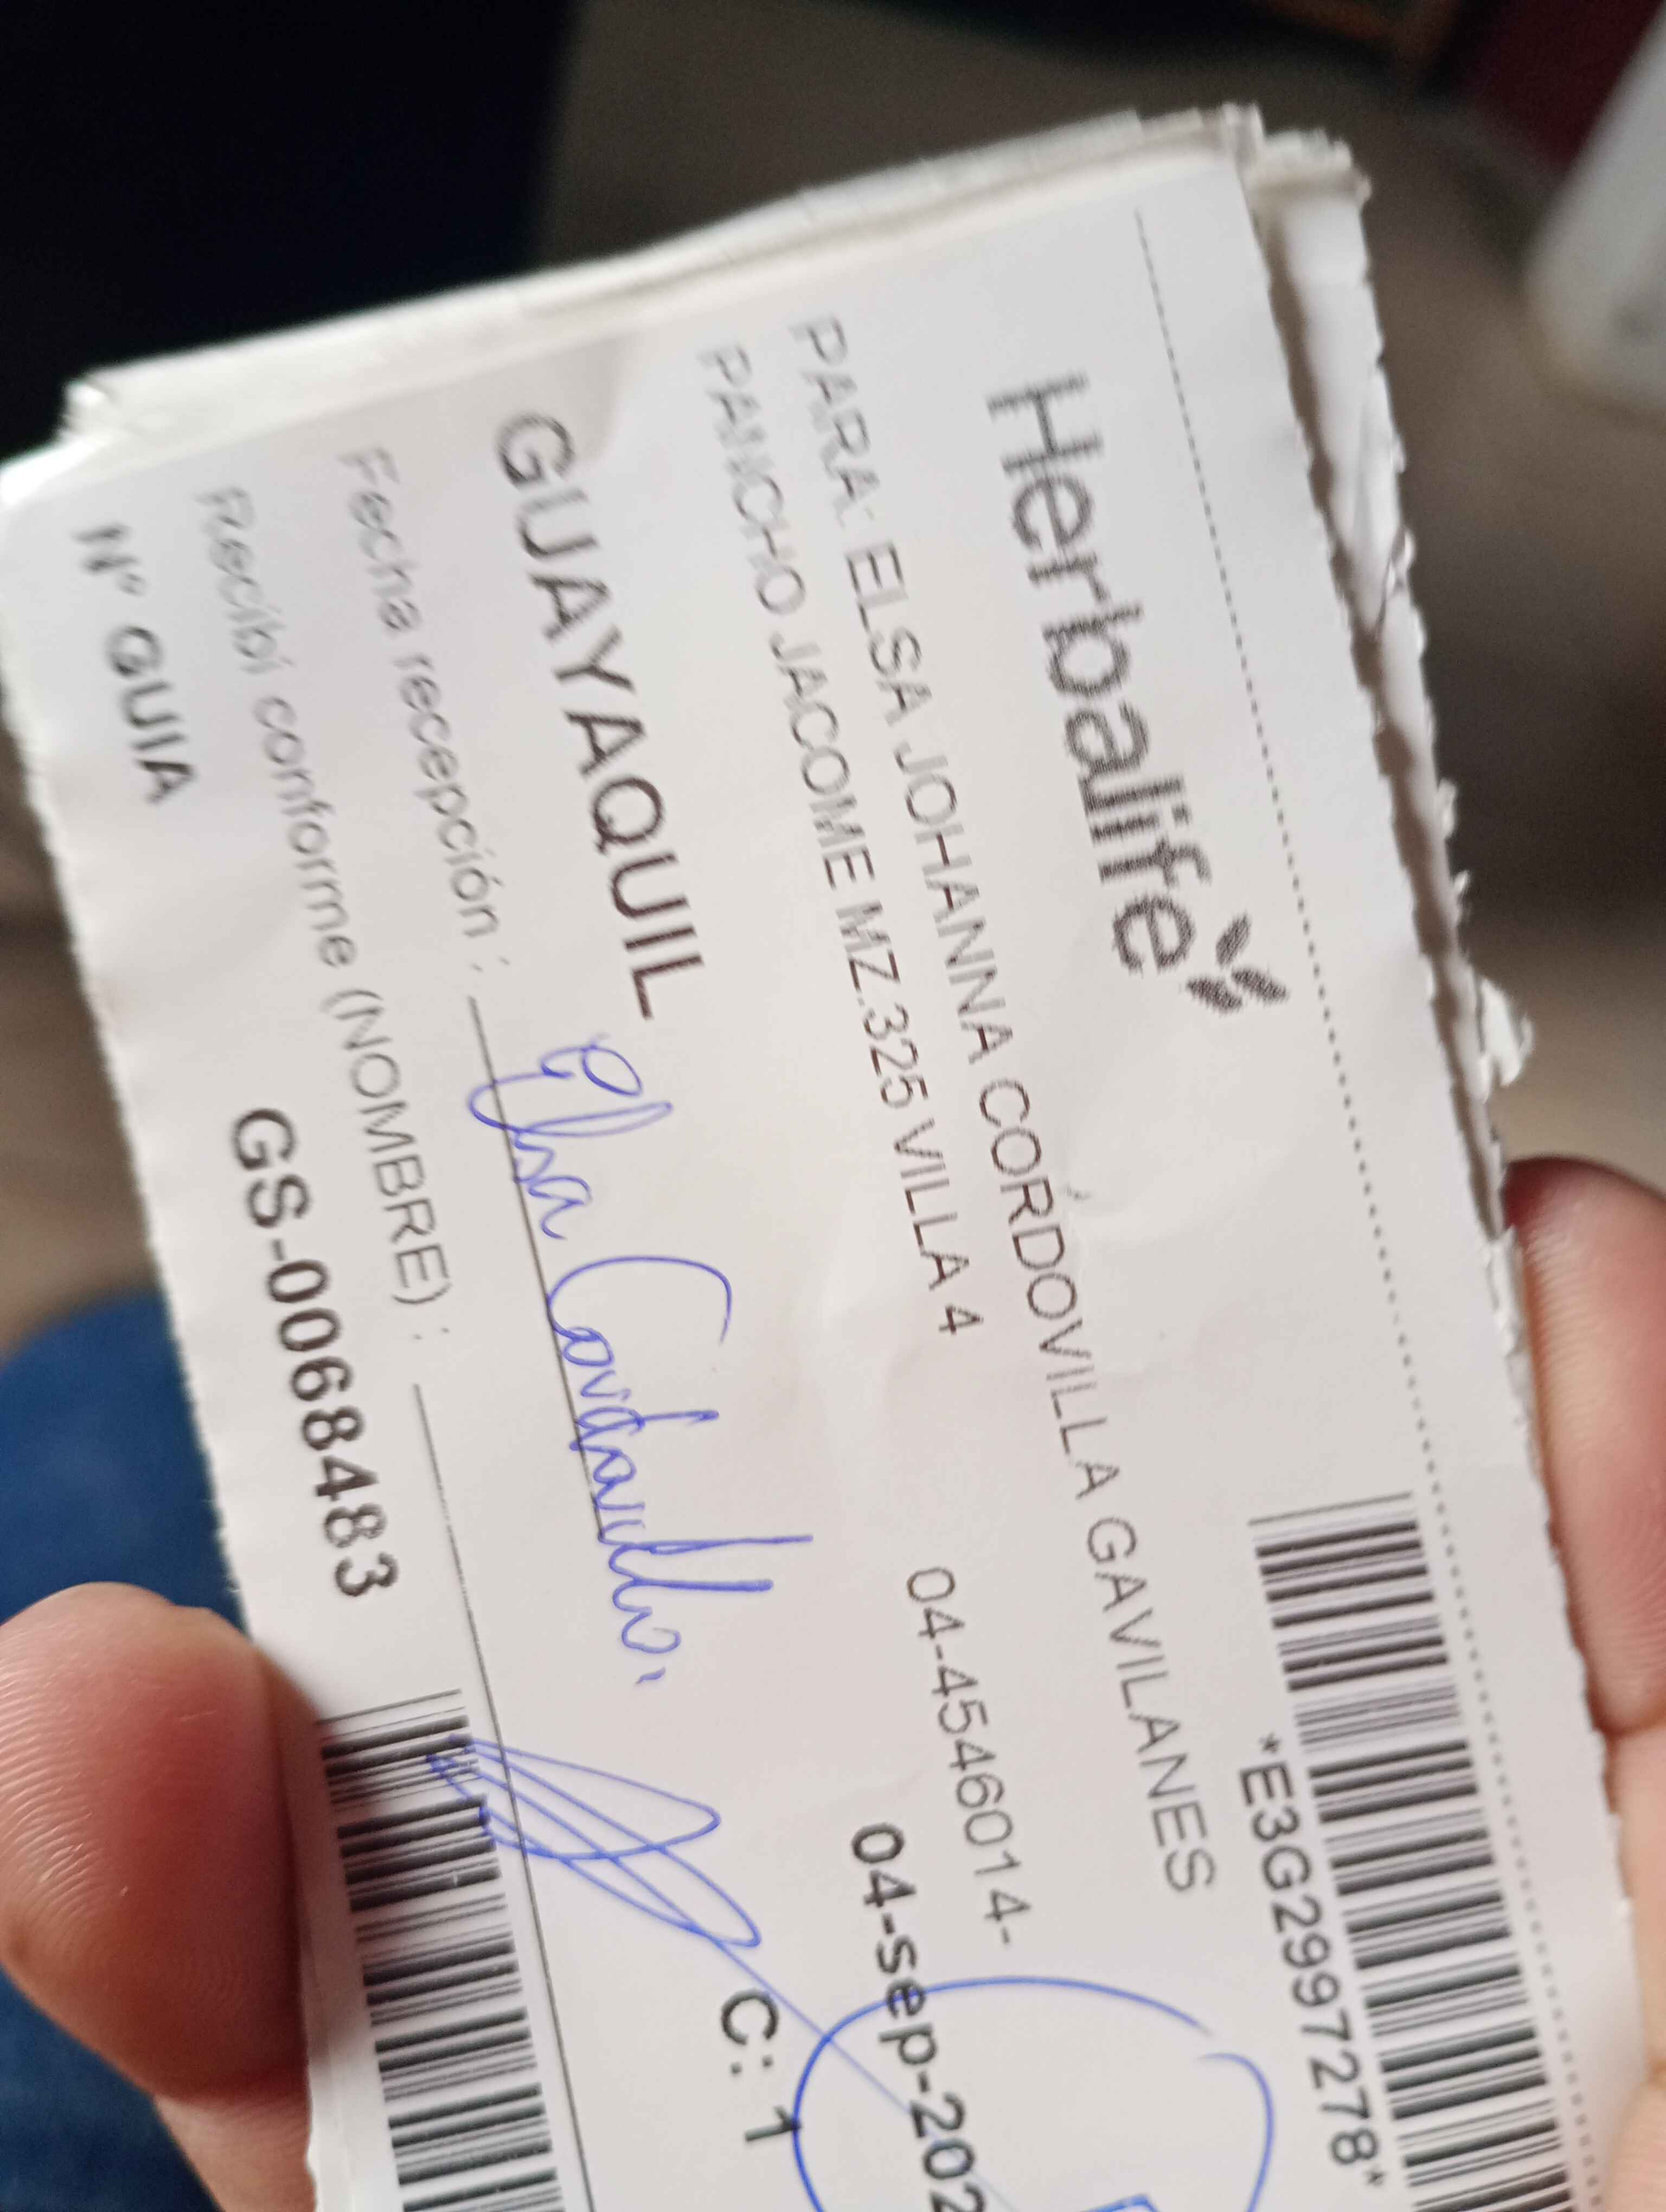 Herbalife
*E3G2997278*
PARA: ELSA JOHANNA CORDOVILLA GAVILANES
PANCHO JACOME MZ.325 VILLA 4 04-4546014-
04-sep-202
GUAYAQUIL
C: 1
Fecha recepción : Elsa Cordovilla
Recibí conforme (NOMBRE) :
N° GUIA GS-0068483